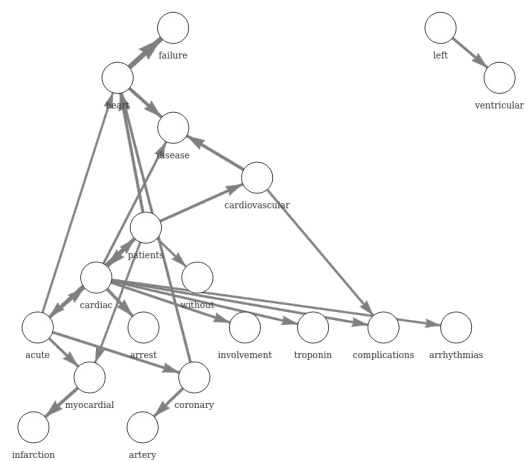 failure
left
heart
ventricular
disease
cardiovascular
patients
cardiac
without
acute
arrest
involvement
troponin
complications
arrhythmias
myocardial
coronary
infarction
artery